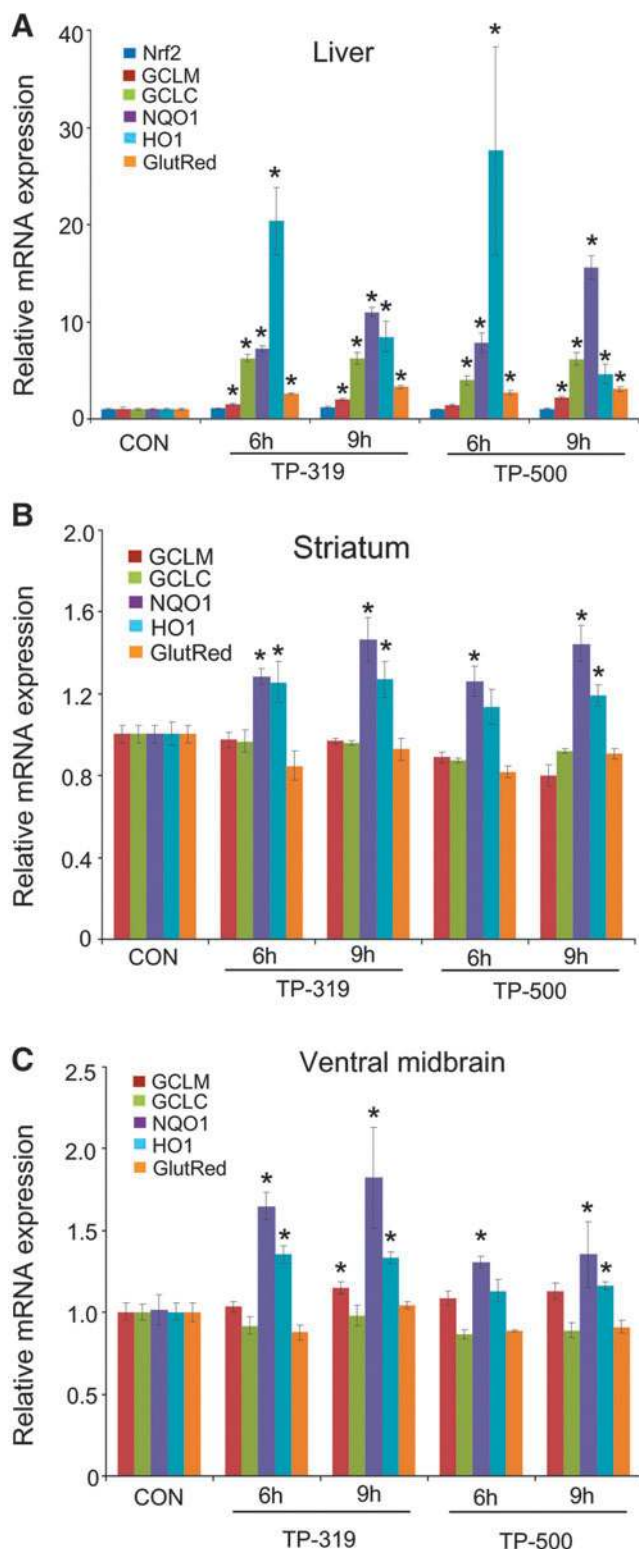 A
Liver
Relative mRNA expression
40
30
20
10
0
Nrf2
GCLM
GCLC
NQO1
HO1
GlutRed
* * * * *
* * * * *
* * * *
* * * * *
CON
6h 9h 6h 9h
TP-319 TP-500
B
Striatum
Relative mRNA expression
2.0
1.6
1.2
0.8
0.4
0
GCLM
GCLC
NQO1
HO1
GlutRed
* *
* *
*
* *
CON
6h 9h 6h 9h
TP-319 TP-500
C
Ventral midbrain
Relative mRNA expression
2.5
2.0
1.5
1.0
0.5
0
GCLM
GCLC
NQO1
HO1
GlutRed
* *
* * *
*
* *
CON
6h 9h 6h 9h
TP-319 TP-500